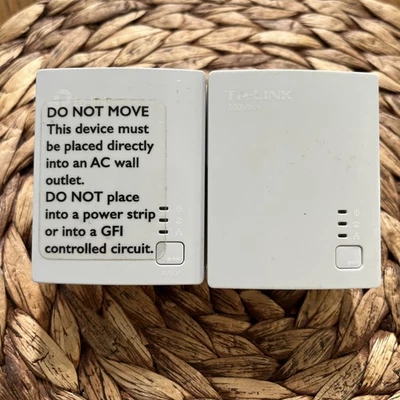 DO NOT MOVE
This device must
be placed directly
into an AC wall
outlet.
DO NOT place
into a power strip
or into a GFI
controlled circuit.
TP-LINK